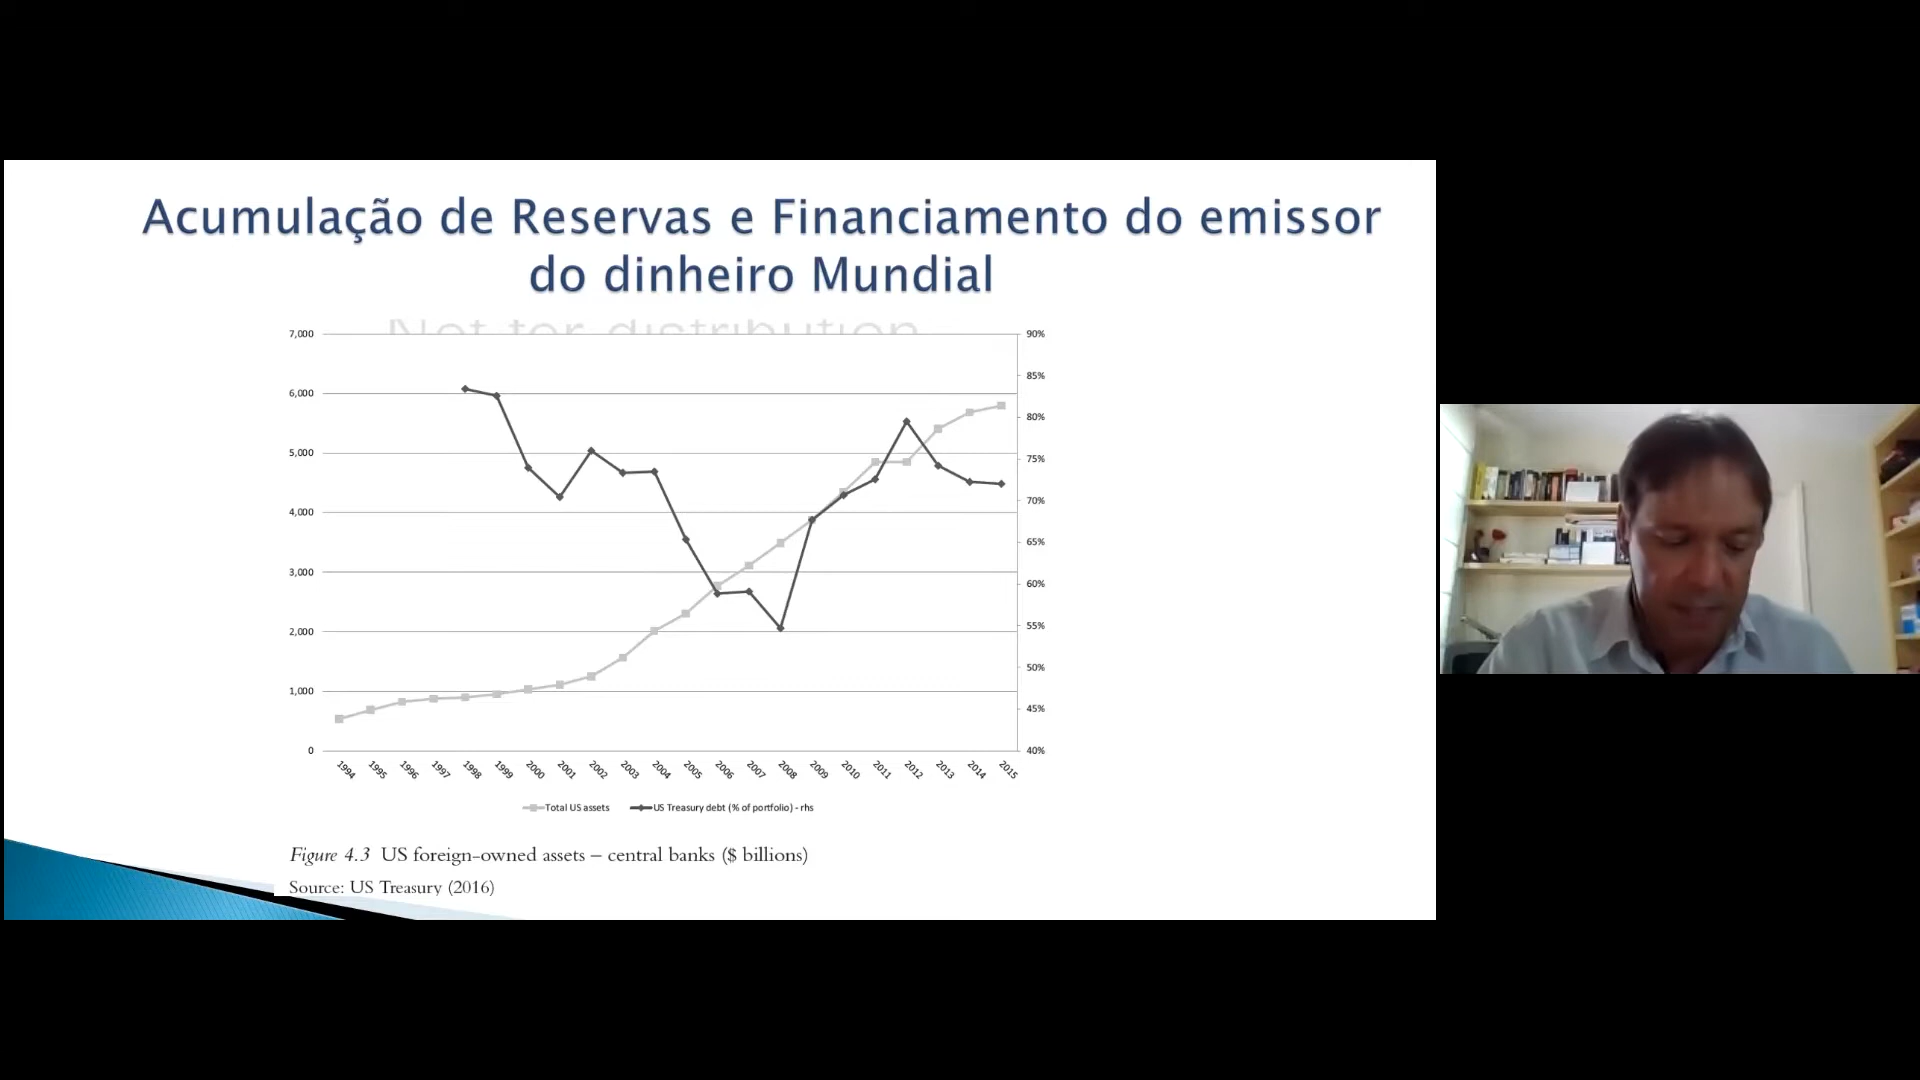 Acumulação de Reservas e Financiamento do emissor
do dinheiro Mundial
Not for distribution
7,000
6,000
5,000
4,000
3,000
2,000
1,000
0
90%
85%
80%
75%
70%
65%
60%
55%
50%
45%
40%
1994 1995 1996 1997 1998 1999 2000 2001 2002 2003 2004 2005 2006 2007 2008 2009 2010 2011 2012 2013 2014 2015
Total US assets US Treasury debt (% of portfolio) - rhs
Figure 4.3 US foreign-owned assets – central banks ($ billions)
Source: US Treasury (2016)